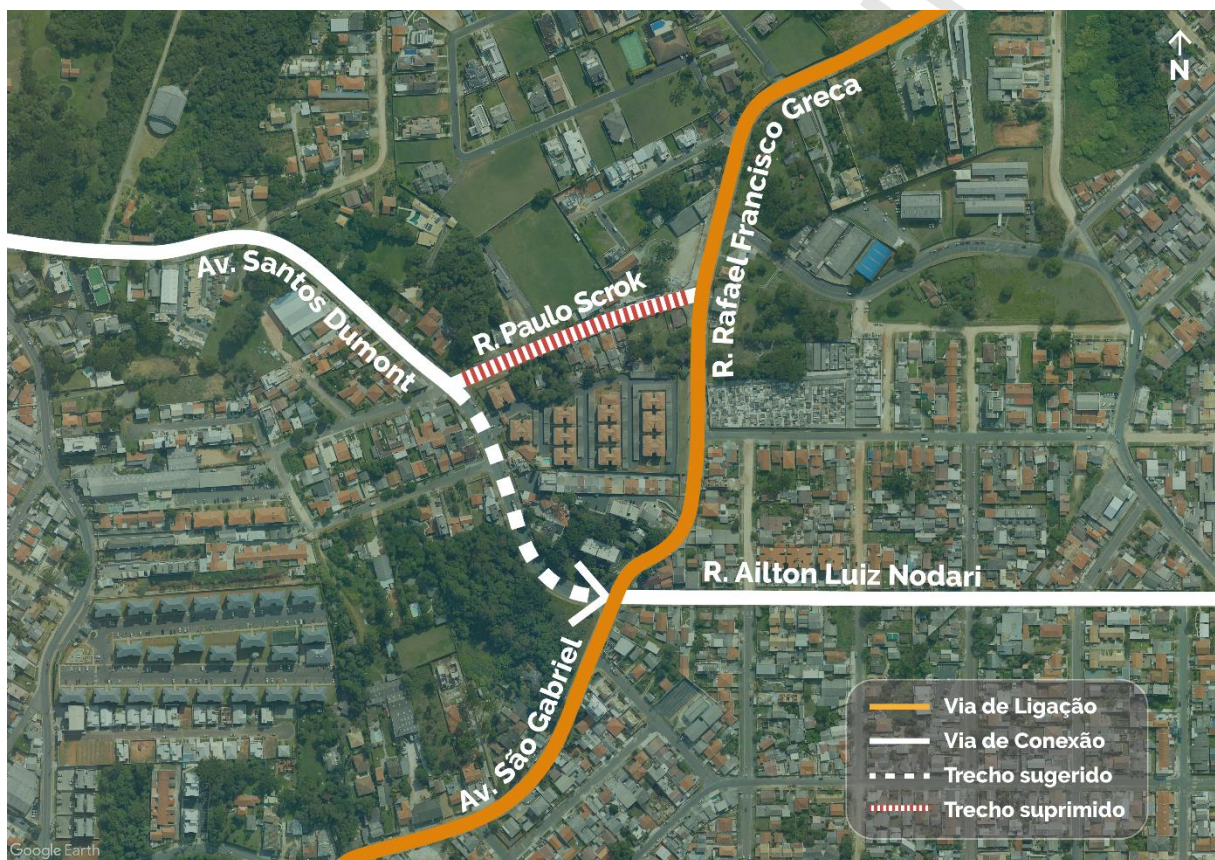 N
R. Rafael Francisco Greca
Av. Santos Dumont
R. Paulo Scrok
R. Ailton Luiz Nodari
Av. São Gabriel
Via de Ligação
Via de Conexão
Trecho sugerido
Trecho suprimido
Google Earth